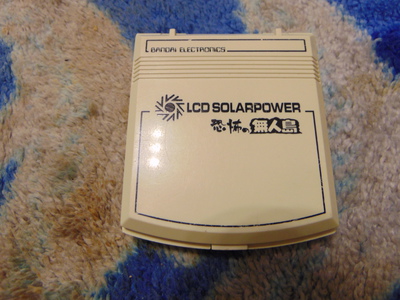 BANDAI ELECTRONICS
LCD SOLARPOWER
恐怖の無人島